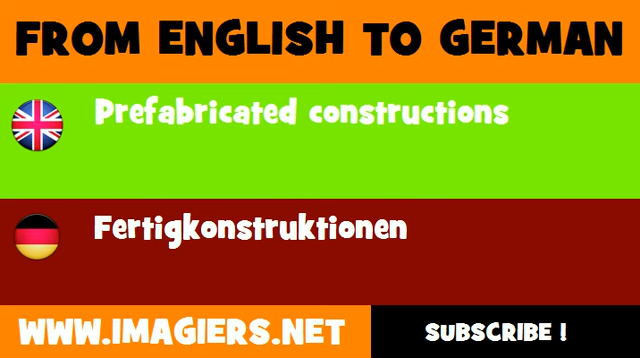 FROM ENGLISH TO GERMAN
Prefabricated constructions
Fertigkonstruktionen
WWW.IMAGIERS.NET
SUBSCRIBE !